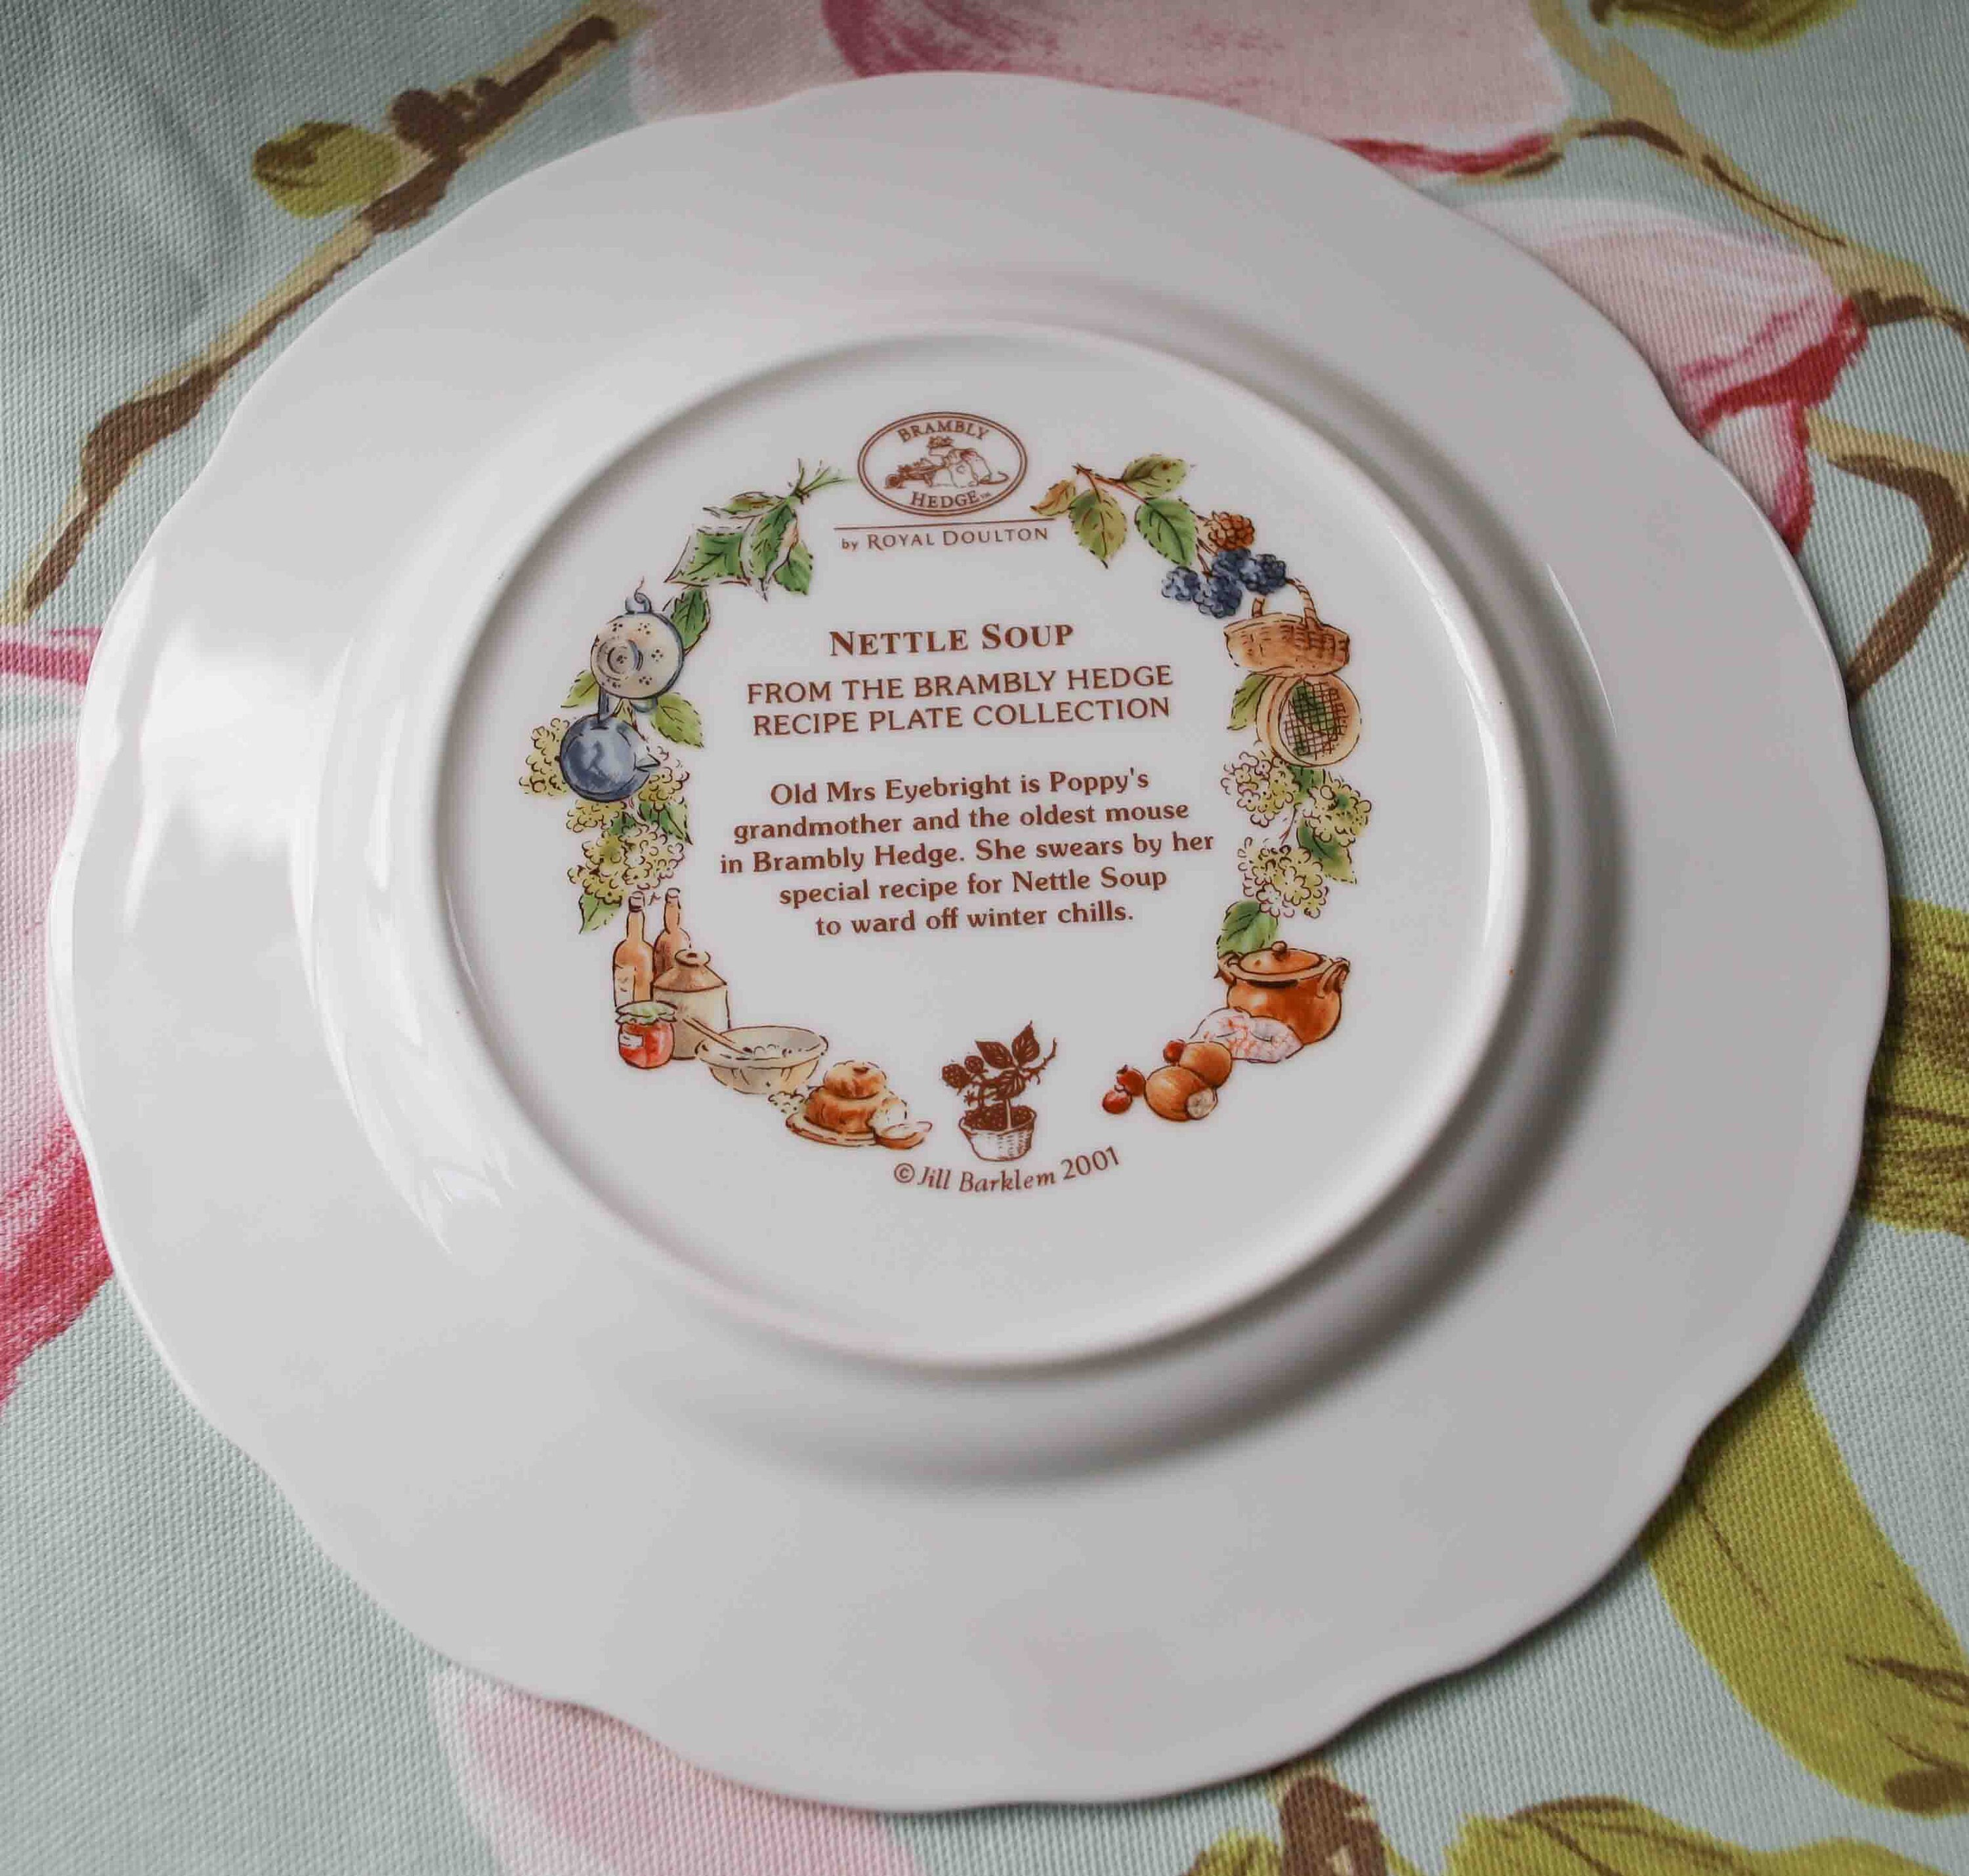 BRAMBLY
HEDGE™
by ROYAL DOULTON
NETTLE SOUP
FROM THE BRAMBLY HEDGE
RECIPE PLATE COLLECTION
Old Mrs Eyebright is Poppy's
grandmother and the oldest mouse
in Brambly Hedge. She swears by her
special recipe for Nettle Soup
to ward off winter chills.
© Jill Barklem 2001